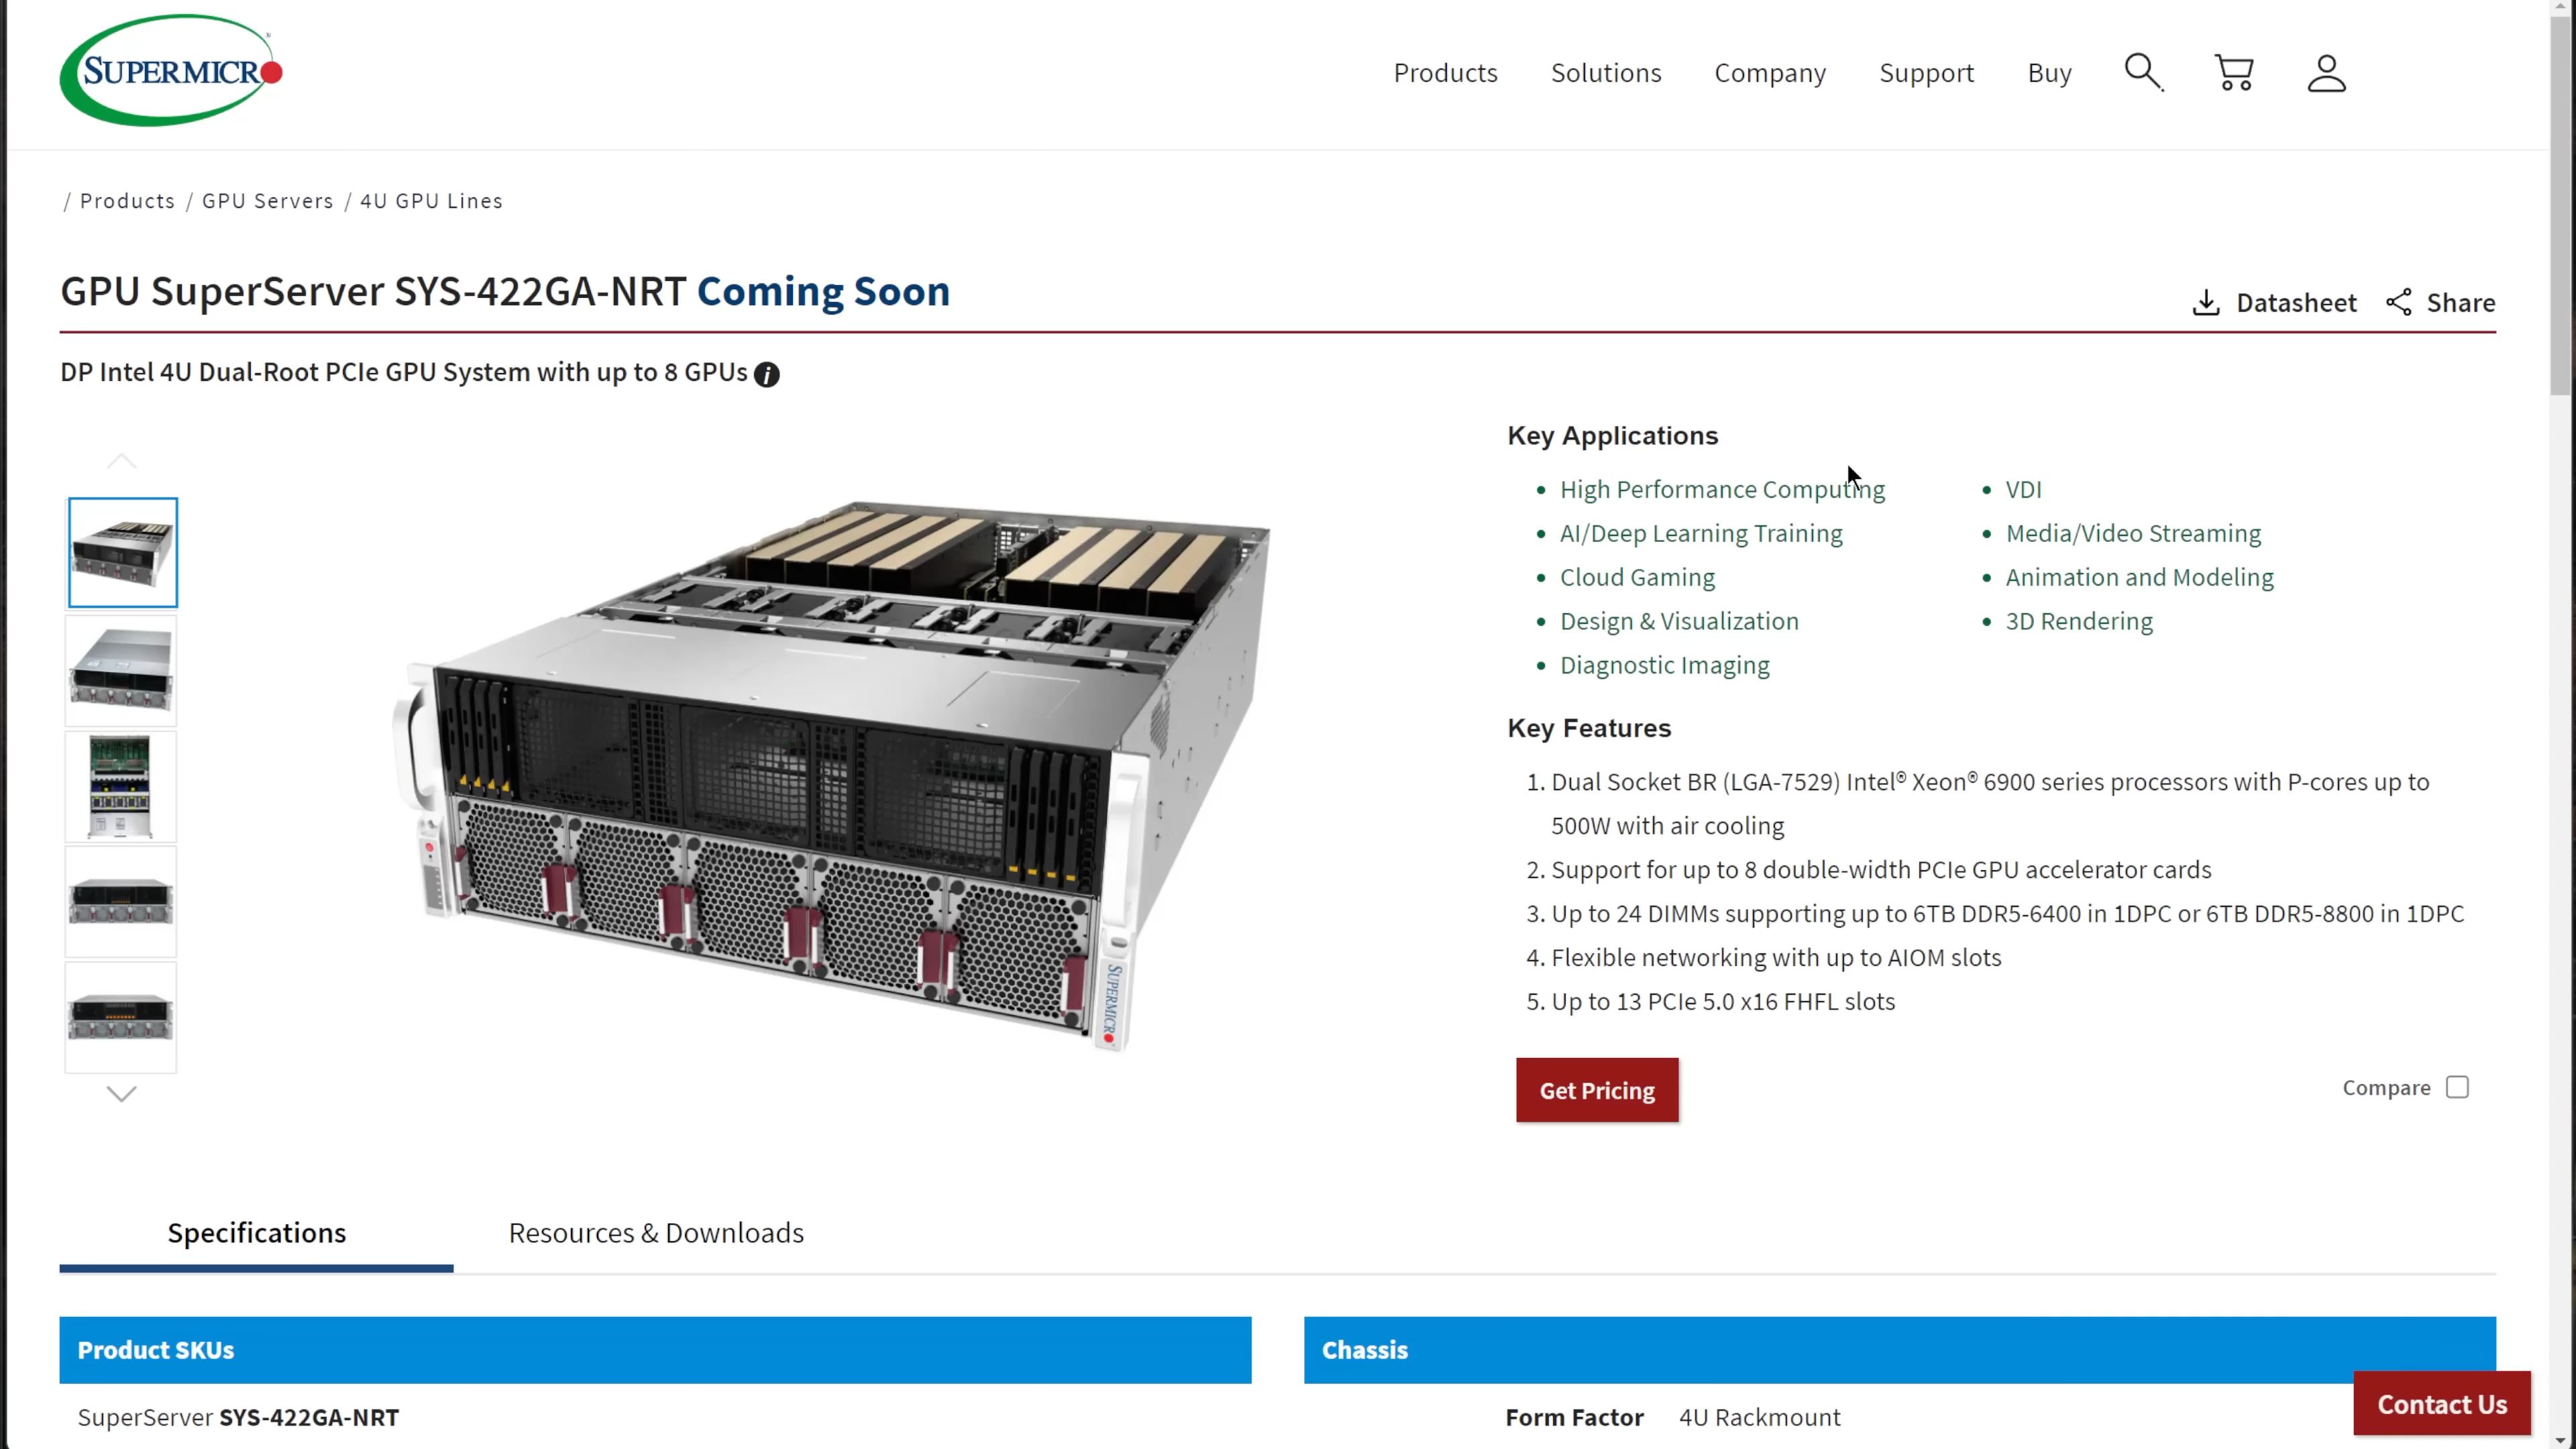 SUPERMICRO
Products Solutions Company Support Buy
/ Products / GPU Servers / 4U GPU Lines
GPU SuperServer SYS-422GA-NRT Coming Soon
Datasheet Share
DP Intel 4U Dual-Root PCIe GPU System with up to 8 GPUs
Key Applications
• High Performance Computing
• AI/Deep Learning Training
• Cloud Gaming
• Design & Visualization
• Diagnostic Imaging
• VDI
• Media/Video Streaming
• Animation and Modeling
• 3D Rendering
Key Features
1. Dual Socket BR (LGA-7529) Intel® Xeon® 6900 series processors with P-cores up to
500W with air cooling
2. Support for up to 8 double-width PCIe GPU accelerator cards
3. Up to 24 DIMMs supporting up to 6TB DDR5-6400 in 1DPC or 6TB DDR5-8800 in 1DPC
4. Flexible networking with up to AIOM slots
5. Up to 13 PCIe 5.0 x16 FHFL slots
SUPERMICRO
Get Pricing
Compare
Specifications Resources & Downloads
Product SKUs
SuperServer SYS-422GA-NRT
Chassis
Form Factor 4U Rackmount
Contact Us